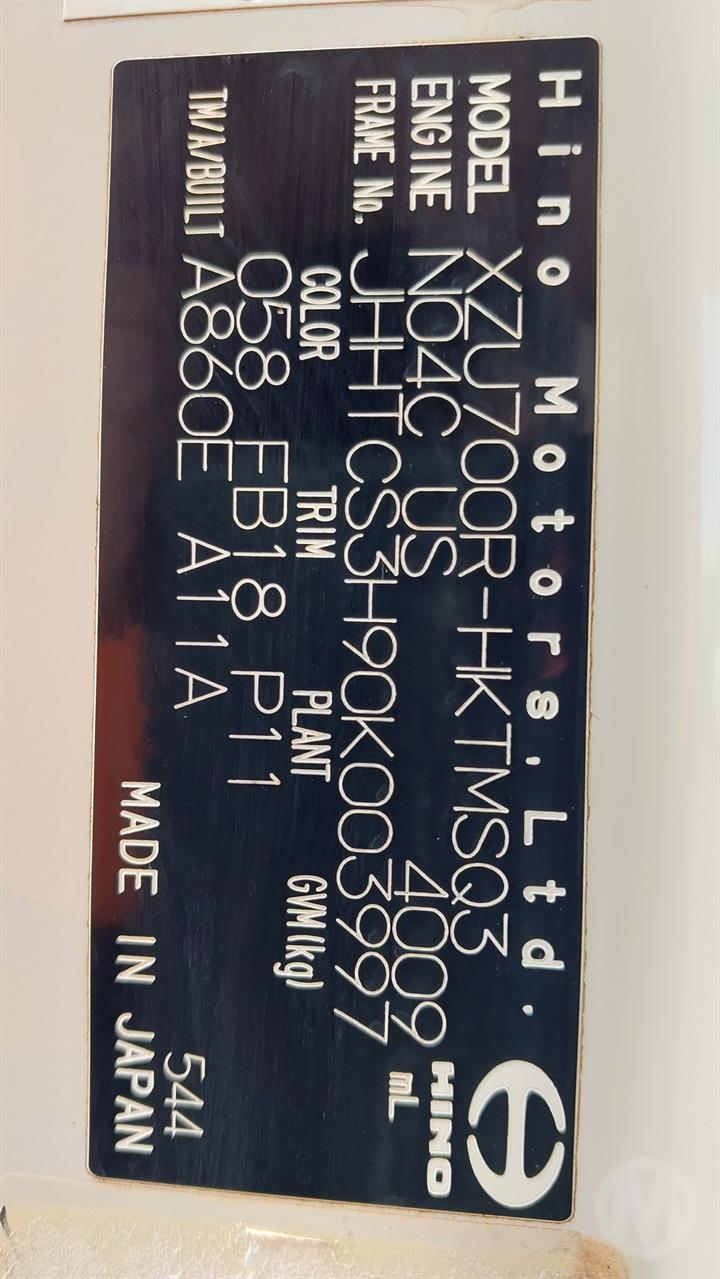 Hino Motors, Ltd.
HINO
MODEL XZU700R-HKTMSQ3
ENGINE N04C US 4009 mL
FRAME No. JHHTCS3H90K003997
COLOR TRIM PLANT GVM(kg)
058 FB18 P11
TM/A/BUILT A860E A11A
544
MADE IN JAPAN